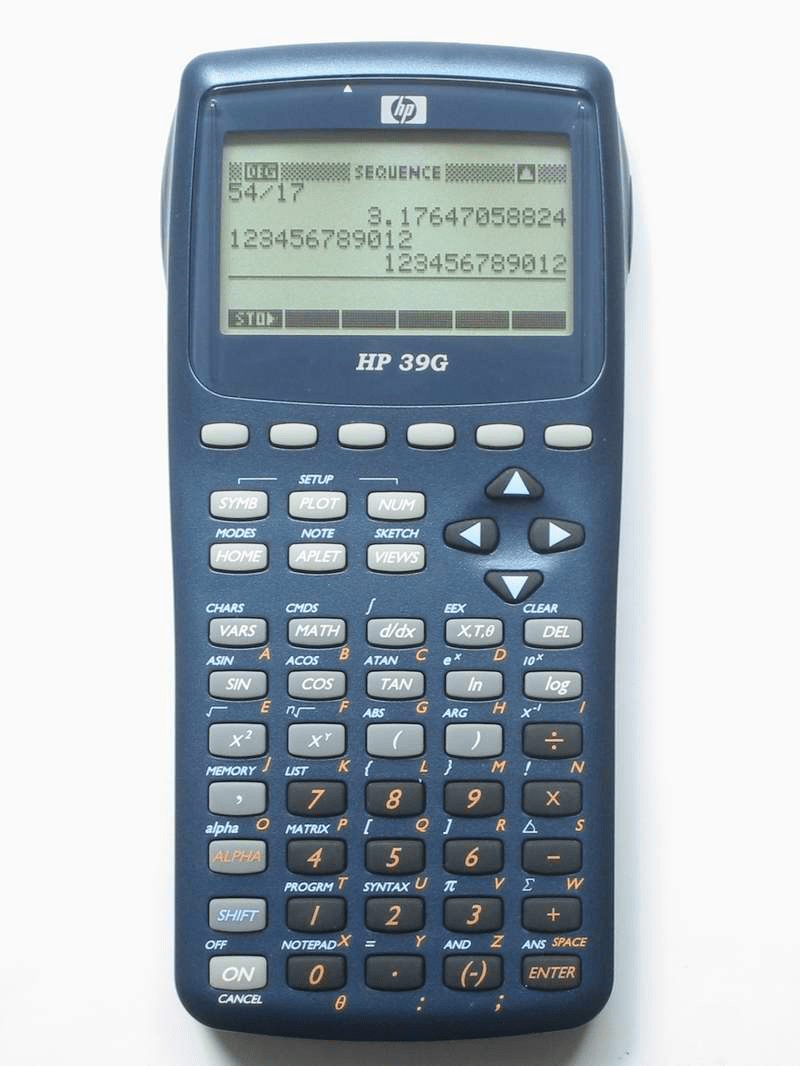 hp
DEG SEQUENCE
54/17
3.17647058824
123456789012
123456789012
STO▶
HP 39G
SETUP
SYMB PLOT NUM
MODES NOTE SKETCH
HOME APLET VIEWS
CHARS CMDS ∫ EEX CLEAR
VARS MATH d/dx X,T,θ DEL
ASIN A ACOS B ATAN C eˣ D 10ˣ
SIN COS TAN ln log
√ E ⁿ√ F ABS G ARG H x⁻¹ I
X² Xʸ ( ) ÷
MEMORY J LIST K { L } M ! N
, 7 8 9 X
alpha O MATRIX P [ Q ] R ∠ S
ALPHA 4 5 6 −
PROGRM T SYNTAX U π V Σ W
SHIFT 1 2 3 +
OFF NOTEPAD X = Y AND Z ANS SPACE
ON 0 . (-) ENTER
CANCEL θ : ;